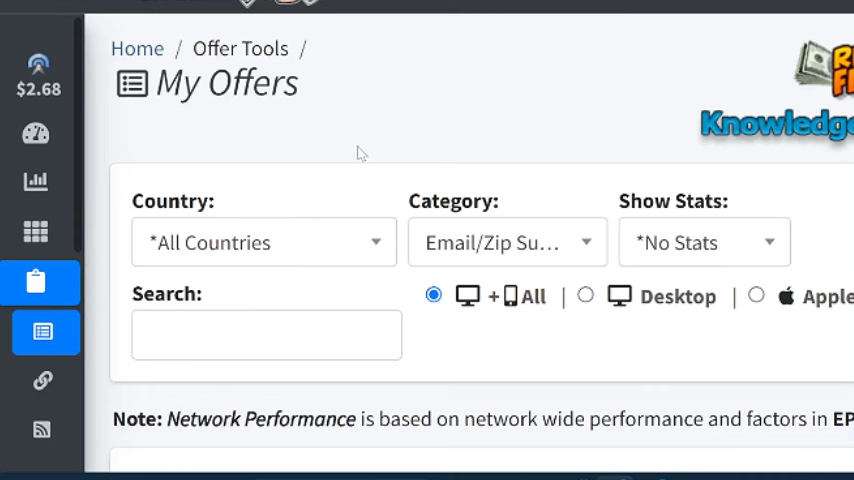 Home / Offer Tools /
My Offers
$2.68
Knowledge
Country:
Category:
Show Stats:
*All Countries
Email/Zip Su...
*No Stats
Search:
+ All | Desktop | Apple
Note: Network Performance is based on network wide performance and factors in EP